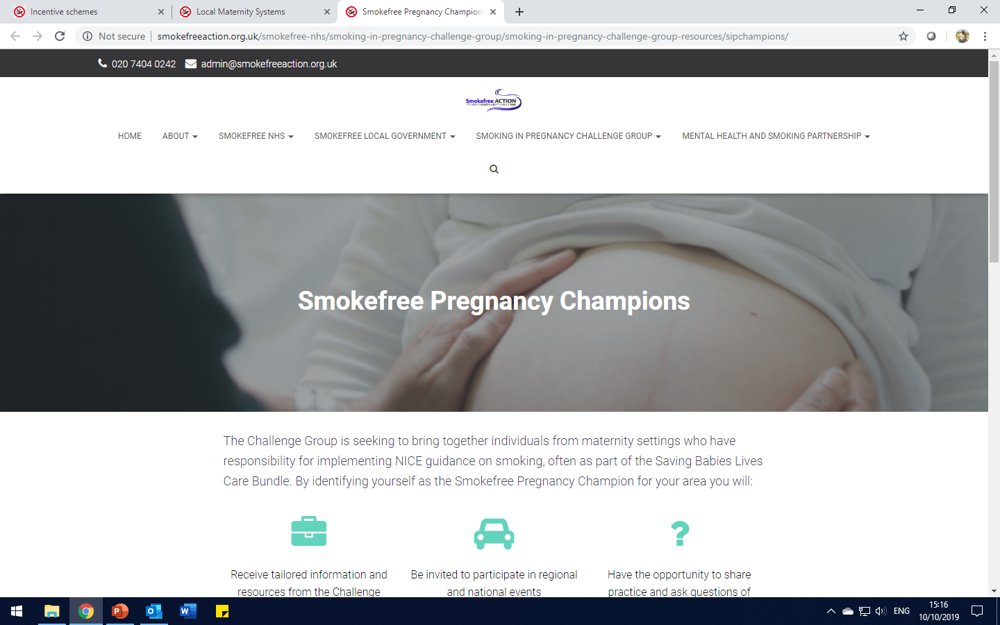 Incentive schemes
Local Maternity Systems
Smokefree Pregnancy Champion
Not secure
smokefreeaction.org.uk/smokefree-nhs/smoking-in-pregnancy-challenge-group/smoking-in-pregnancy-challenge-group-resources/sipchampions/
020 7404 0242 admin@smokefreeaction.org.uk
Smokefree ACTION
HOME ABOUT SMOKEFREE NHS SMOKEFREE LOCAL GOVERNMENT SMOKING IN PREGNANCY CHALLENGE GROUP MENTAL HEALTH AND SMOKING PARTNERSHIP
Smokefree Pregnancy Champions
The Challenge Group is seeking to bring together individuals from maternity settings who have
responsibility for implementing NICE guidance on smoking, often as part of the Saving Babies Lives
Care Bundle. By identifying yourself as the Smokefree Pregnancy Champion for your area you will:
Receive tailored information and
resources from the Challenge
Be invited to participate in regional
and national events
Have the opportunity to share
practice and ask questions of
ENG
15:16
10/10/2019